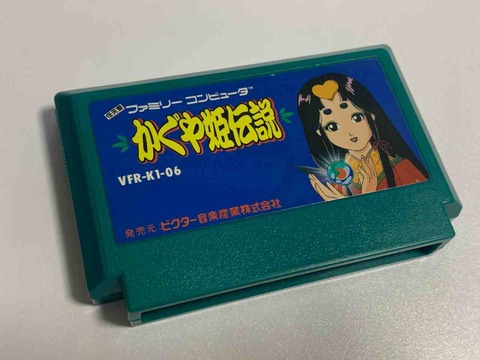 ファミリー コンピュータ
かぐや姫伝説
VFR-K1-06
発売元 ビクター音楽産業株式会社